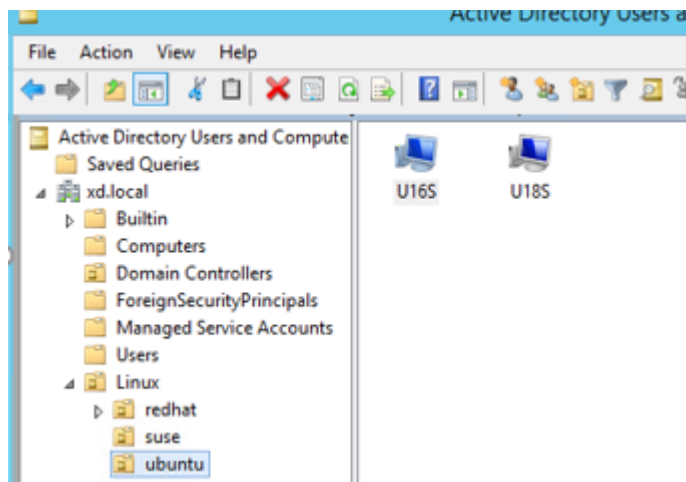 Active Directory Users a
File Action View Help
Active Directory Users and Compute
Saved Queries
xd.local
Builtin
Computers
Domain Controllers
ForeignSecurityPrincipals
Managed Service Accounts
Users
Linux
redhat
suse
ubuntu
U16S U18S